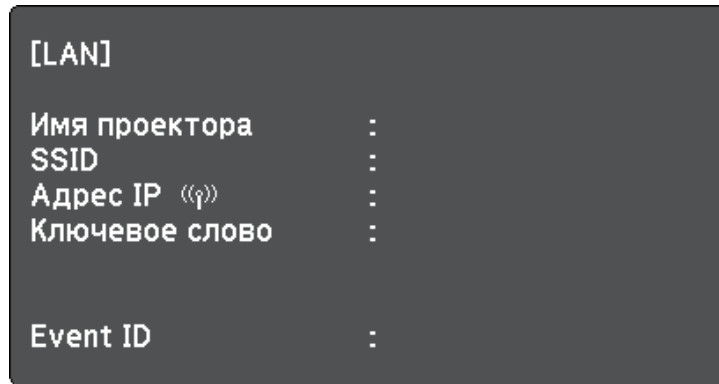 [LAN]
Имя проектора :
SSID :
Адрес IP :
Ключевое слово :
Event ID :